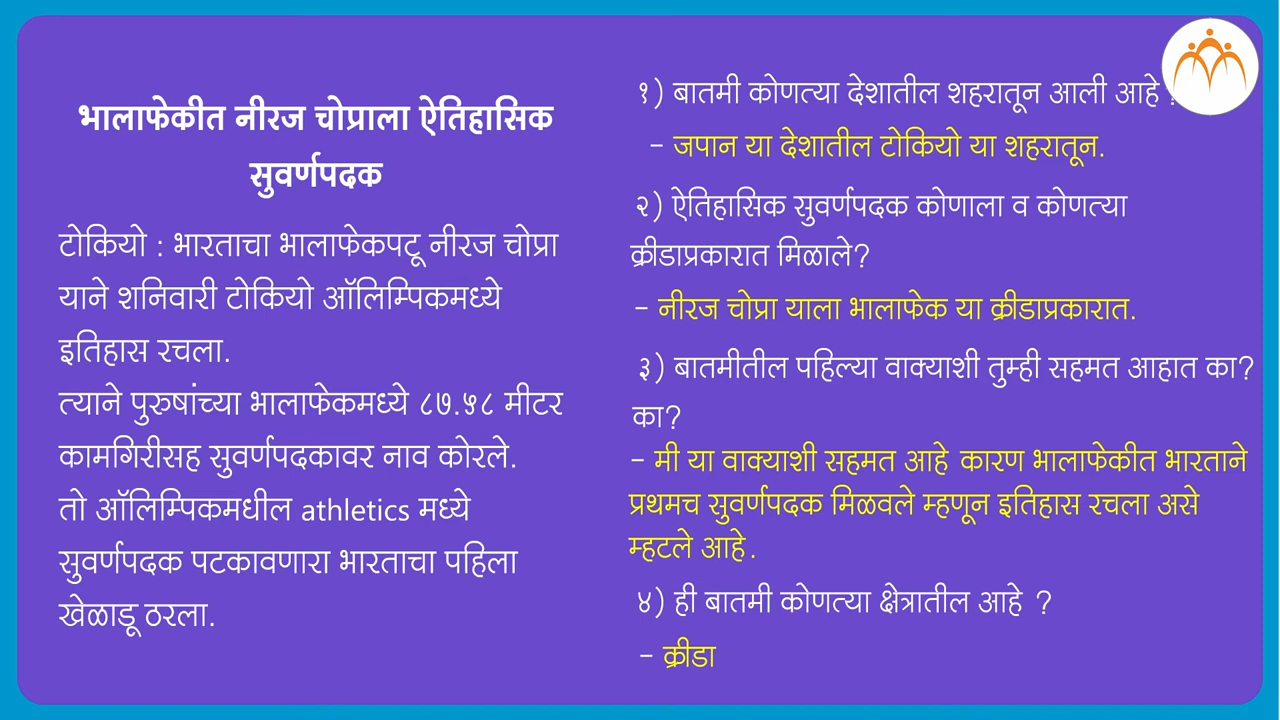 भालाफेकीत नीरज चोप्राला ऐतिहासिक
सुवर्णपदक
टोकियो : भारताचा भालाफेकपटू नीरज चोप्रा
याने शनिवारी टोकियो ऑलिम्पिकमध्ये
इतिहास रचला.
त्याने पुरुषांच्या भालाफेकमध्ये ८७.५८ मीटर
कामगिरीसह सुवर्णपदकावर नाव कोरले.
तो ऑलिम्पिकमधील athletics मध्ये
सुवर्णपदक पटकावणारा भारताचा पहिला
खेळाडू ठरला.
१) बातमी कोणत्या देशातील शहरातून आली आहे ?
- जपान या देशातील टोकियो या शहरातून.
२) ऐतिहासिक सुवर्णपदक कोणाला व कोणत्या
क्रीडाप्रकारात मिळाले?
- नीरज चोप्रा याला भालाफेक या क्रीडाप्रकारात.
३) बातमीतील पहिल्या वाक्याशी तुम्ही सहमत आहात का?
का?
- मी या वाक्याशी सहमत आहे कारण भालाफेकीत भारताने
प्रथमच सुवर्णपदक मिळवले म्हणून इतिहास रचला असे
म्हटले आहे.
४) ही बातमी कोणत्या क्षेत्रातील आहे ?
- क्रीडा